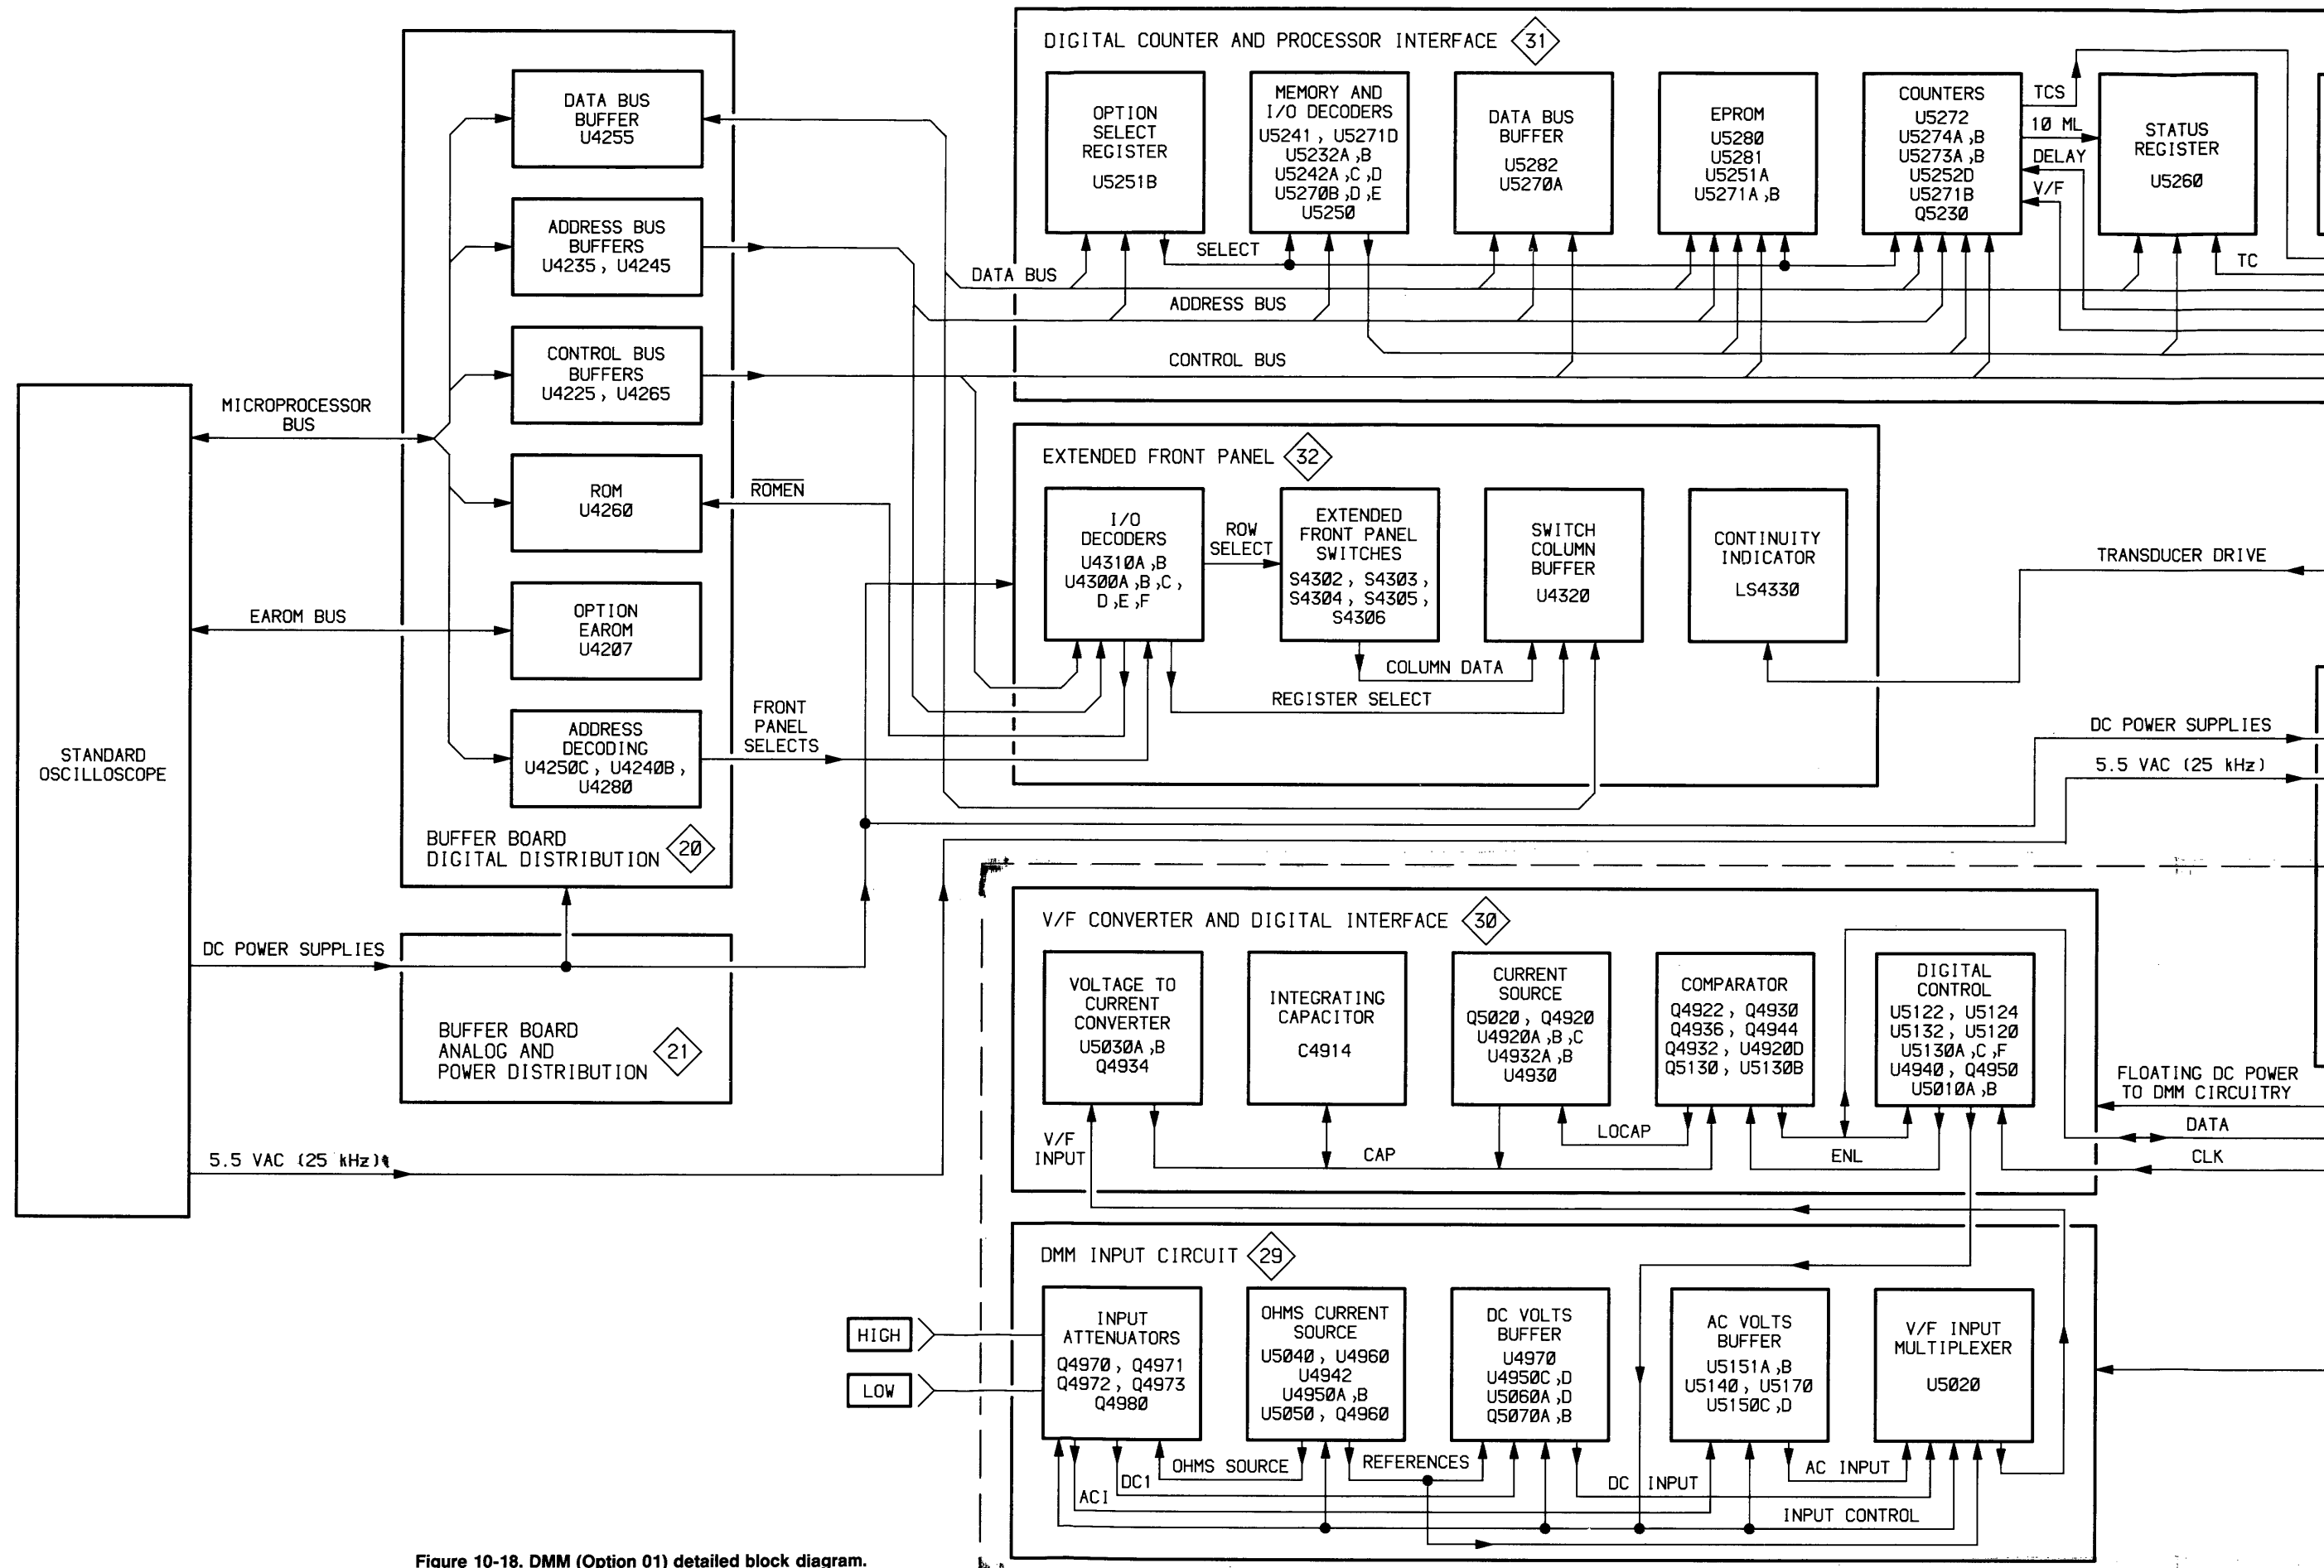 DIGITAL COUNTER AND PROCESSOR INTERFACE 31
OPTION
SELECT
REGISTER
U5251B
MEMORY AND
I/O DECODERS
U5241, U5271D
U5232A,B
U5242A,C,D
U5270B,D,E
U5250
DATA BUS
BUFFER
U5282
U5270A
EPROM
U5280
U5281
U5251A
U5271A,B
COUNTERS
U5272
U5274A,B
U5273A,B
U5252D
U5271B
Q5230
TCS
10 ML
DELAY
V/F
STATUS
REGISTER
U5260
TC
SELECT
DATA BUS
ADDRESS BUS
CONTROL BUS
DATA BUS
BUFFER
U4255
ADDRESS BUS
BUFFERS
U4235, U4245
CONTROL BUS
BUFFERS
U4225, U4265
ROM
U4260
OPTION
EAROM
U4207
ADDRESS
DECODING
U4250C, U4240B,
U4280
BUFFER BOARD
DIGITAL DISTRIBUTION 20
MICROPROCESSOR
BUS
EAROM BUS
STANDARD
OSCILLOSCOPE
ROMEN
FRONT
PANEL
SELECTS
EXTENDED FRONT PANEL 32
I/O
DECODERS
U4310A,B
U4300A,B,C,
D,E,F
ROW
SELECT
EXTENDED
FRONT PANEL
SWITCHES
S4302, S4303,
S4304, S4305,
S4306
SWITCH
COLUMN
BUFFER
U4320
CONTINUITY
INDICATOR
LS4330
COLUMN DATA
REGISTER SELECT
TRANSDUCER DRIVE
DC POWER SUPPLIES
5.5 VAC (25 kHz)
DC POWER SUPPLIES
BUFFER BOARD
ANALOG AND
POWER DISTRIBUTION 21
5.5 VAC (25 kHz)
V/F CONVERTER AND DIGITAL INTERFACE 30
VOLTAGE TO
CURRENT
CONVERTER
U5030A,B
Q4934
INTEGRATING
CAPACITOR
C4914
CURRENT
SOURCE
Q5020, Q4920
U4920A,B,C
U4932A,B
U4930
COMPARATOR
Q4922, Q4930
Q4936, Q4944
Q4932, U4920D
Q5130, U5130B
DIGITAL
CONTROL
U5122, U5124
U5132, U5120
U5130A,C,F
U4940, Q4950
U5010A,B
V/F
INPUT
CAP
LOCAP
ENL
FLOATING DC POWER
TO DMM CIRCUITRY
DATA
CLK
DMM INPUT CIRCUIT 29
HIGH
LOW
INPUT
ATTENUATORS
Q4970, Q4971
Q4972, Q4973
Q4980
OHMS CURRENT
SOURCE
U5040, U4960
U4942
U4950A,B
U5050, Q4960
DC VOLTS
BUFFER
U4970
U4950C,D
U5060A,D
Q5070A,B
AC VOLTS
BUFFER
U5151A,B
U5140, U5170
U5150C,D
V/F INPUT
MULTIPLEXER
U5020
OHMS SOURCE
REFERENCES
DC1
AC1
DC INPUT
AC INPUT
INPUT CONTROL
Figure 10-18. DMM (Option 01) detailed block diagram.